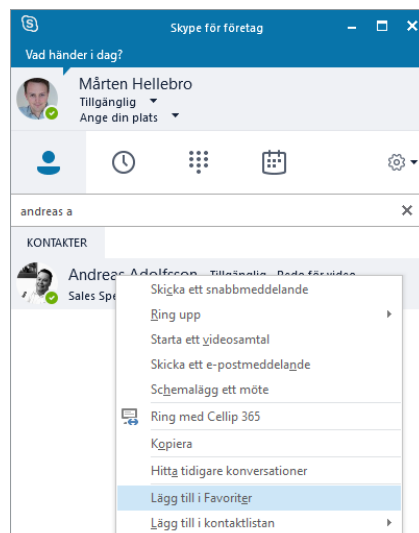 Skype för företag
Vad händer i dag?
Mårten Hellebro
Tillgänglig
Ange din plats
andreas a
KONTAKTER
Andreas Adolfsson - Tillgänglig - Redo för video
Sales Spe
Skicka ett snabbmeddelande
Ring upp
Starta ett videosamtal
Skicka ett e-postmeddelande
Schemalägg ett möte
Ring med Cellip 365
Kopiera
Hitta tidigare konversationer
Lägg till i Favoriter
Lägg till i kontaktlistan